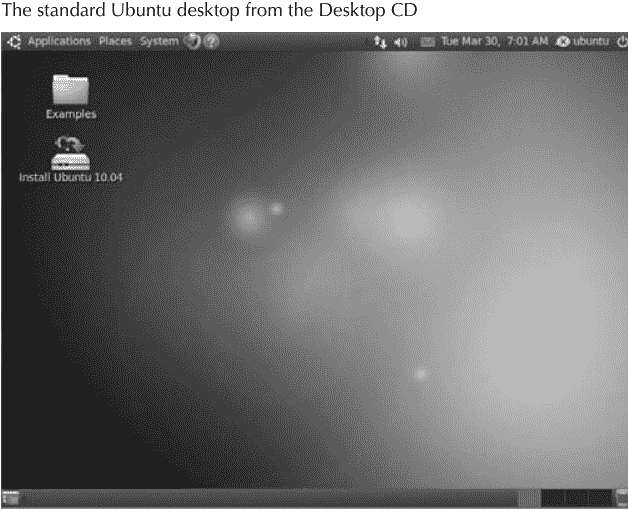 The standard Ubuntu desktop from the Desktop CD
Applications Places System Tue Mar 30, 7:01 AM ubuntu
Examples
Install Ubuntu 10.04